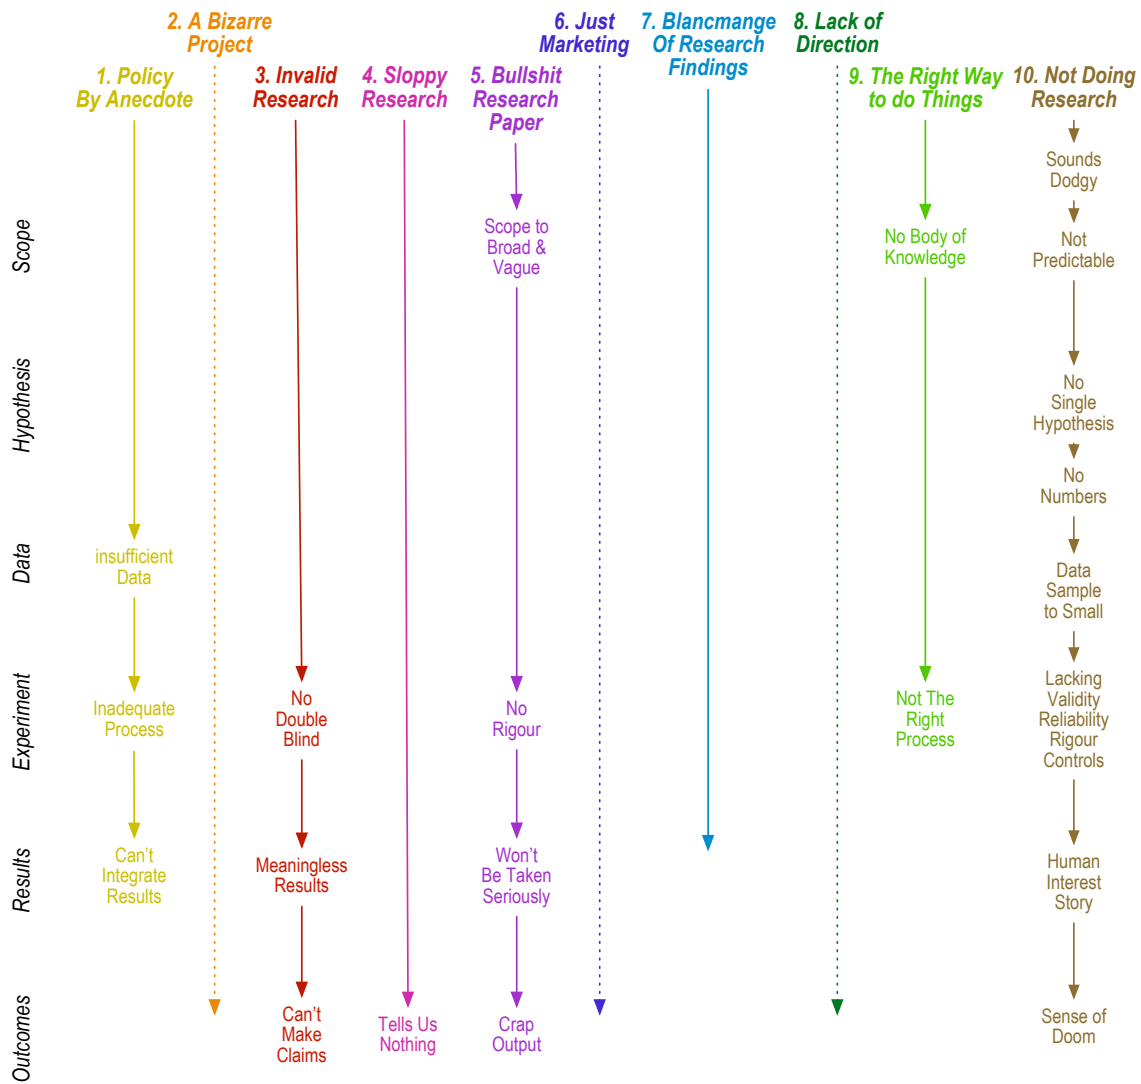 2. A Bizarre
Project
6. Just
Marketing
7. Blancmange
Of Research
Findings
8. Lack of
Direction
1. Policy
By Anecdote
3. Invalid
Research
4. Sloppy
Research
5. Bullshit
Research
Paper
9. The Right Way
to do Things
10. Not Doing
Research
Sounds
Dodgy
Scope
Scope to
Broad &
Vague
No Body of
Knowledge
Not
Predictable
Hypothesis
No
Single
Hypothesis
No
Numbers
Data
insufficient
Data
Data
Sample
to Small
Experiment
Inadequate
Process
No
Double
Blind
No
Rigour
Not The
Right
Process
Lacking
Validity
Reliability
Rigour
Controls
Results
Can't
Integrate
Results
Meaningless
Results
Won't
Be Taken
Seriously
Human
Interest
Story
Outcomes
Can't
Make
Claims
Tells Us
Nothing
Crap
Output
Sense of
Doom